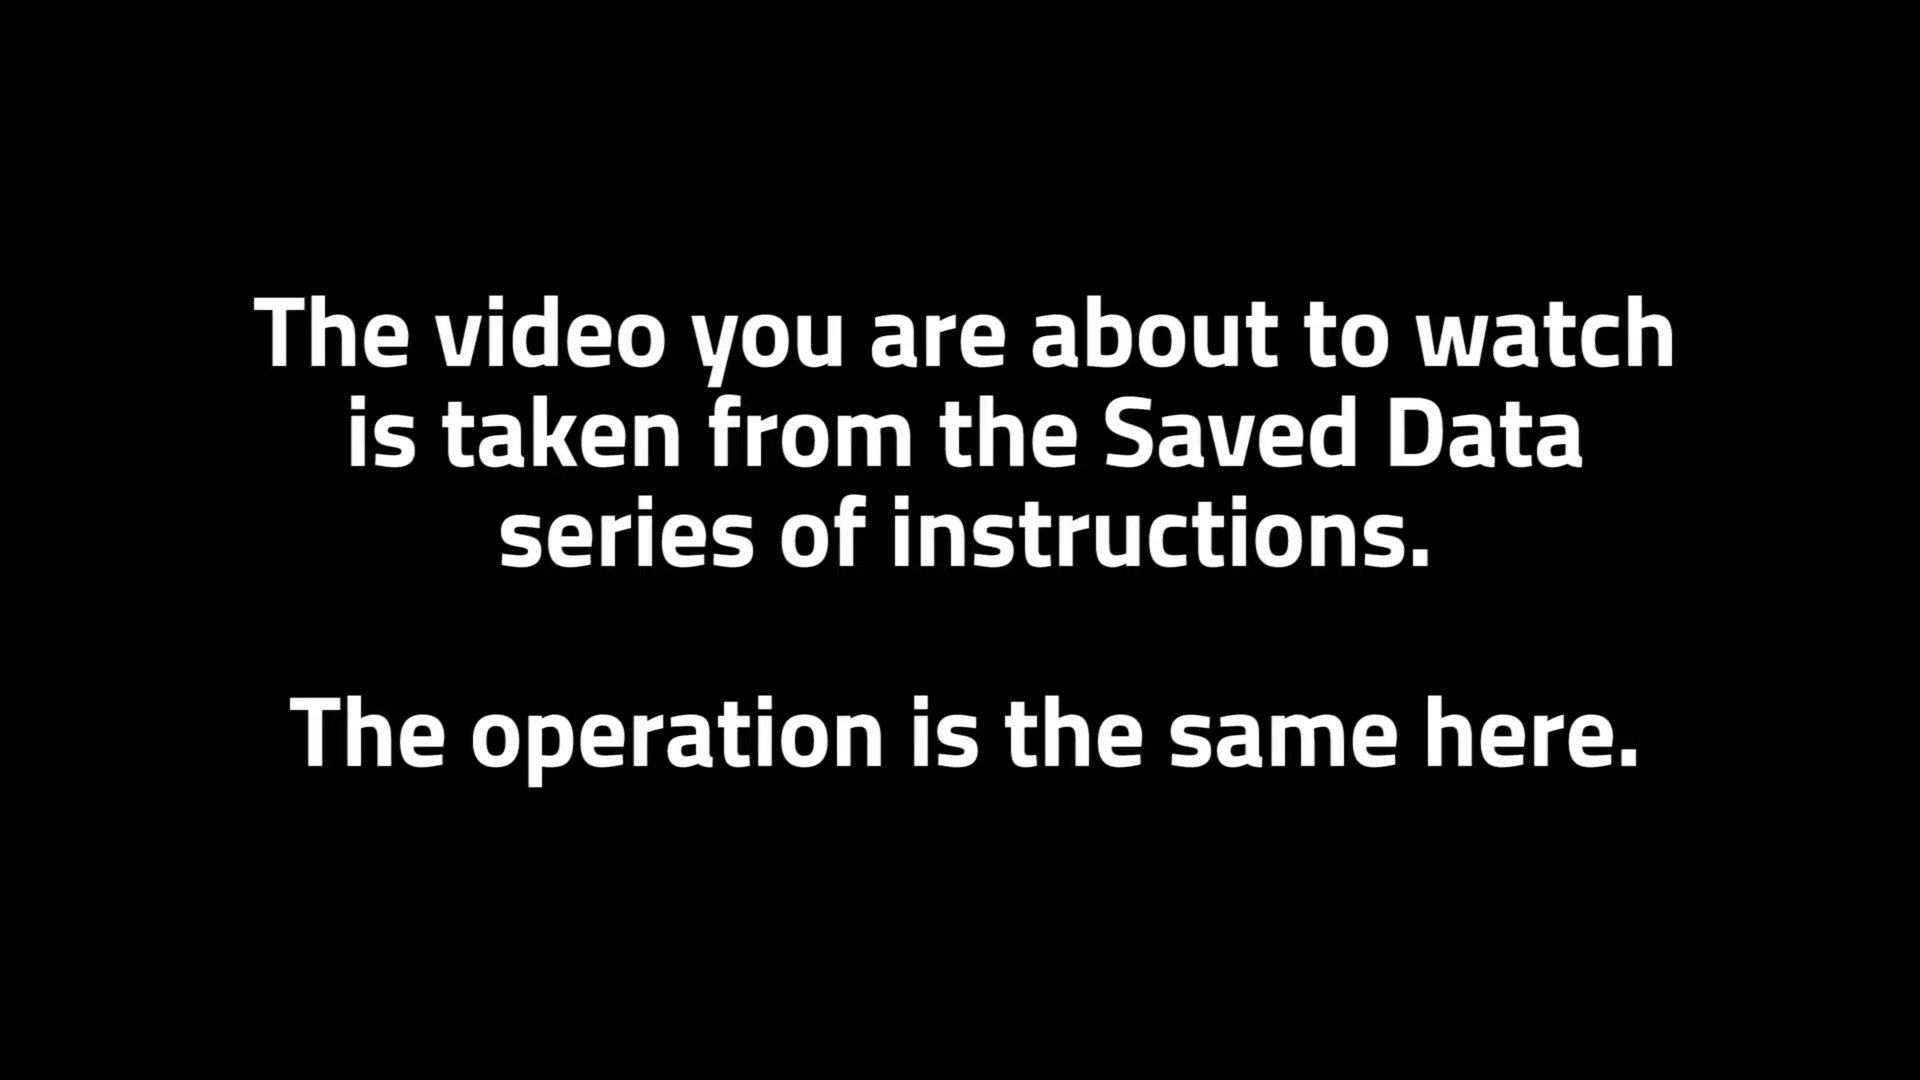 The video you are about to watch
is taken from the Saved Data
series of instructions.
The operation is the same here.